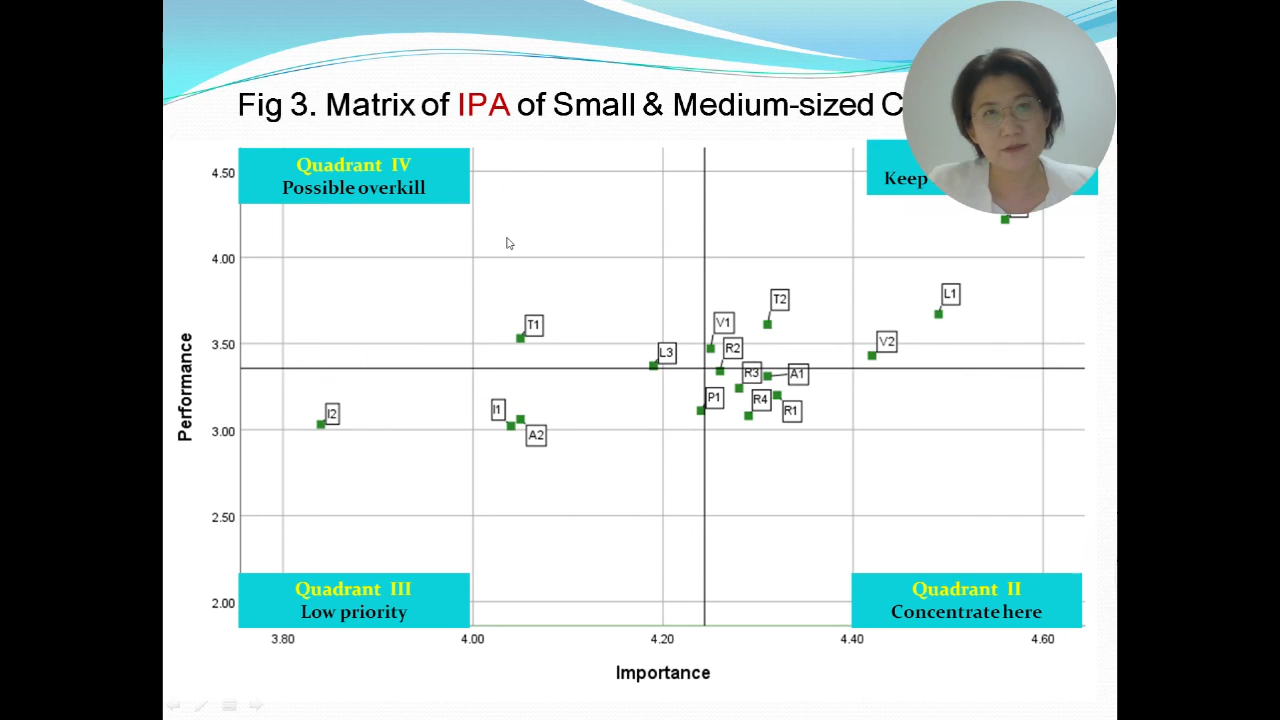 Fig 3. Matrix of IPA of Small & Medium-sized
Quadrant IV
Possible overkill
Keep
4.50
4.00
3.50
3.00
2.50
2.00
Performance
L1
T2
V1
T1
V2
R2
L3
R3
A1
P1
R4
R1
I2
I1
A2
Quadrant III
Low priority
Quadrant II
Concentrate here
3.80
4.00
4.20
4.40
4.60
Importance